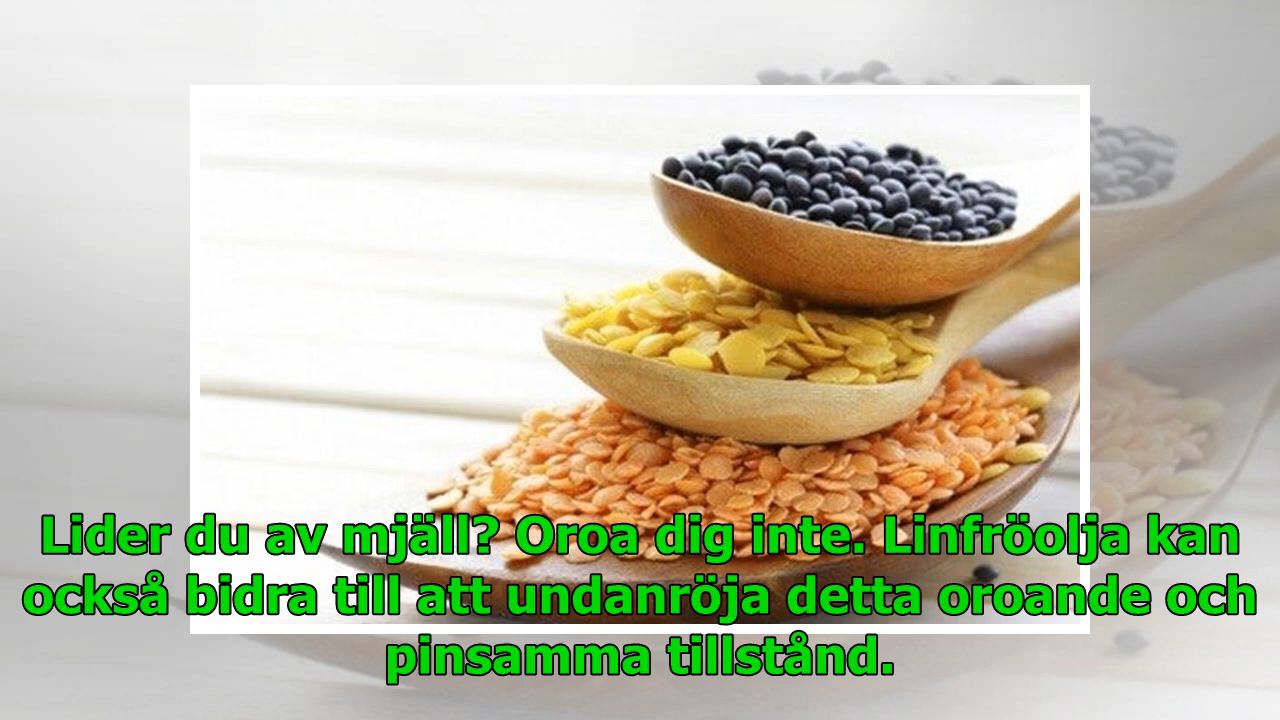 Lider du av mjäll? Oroa dig inte. Linfröolja kan
också bidra till att undanröja detta oroande och
pinsamma tillstånd.